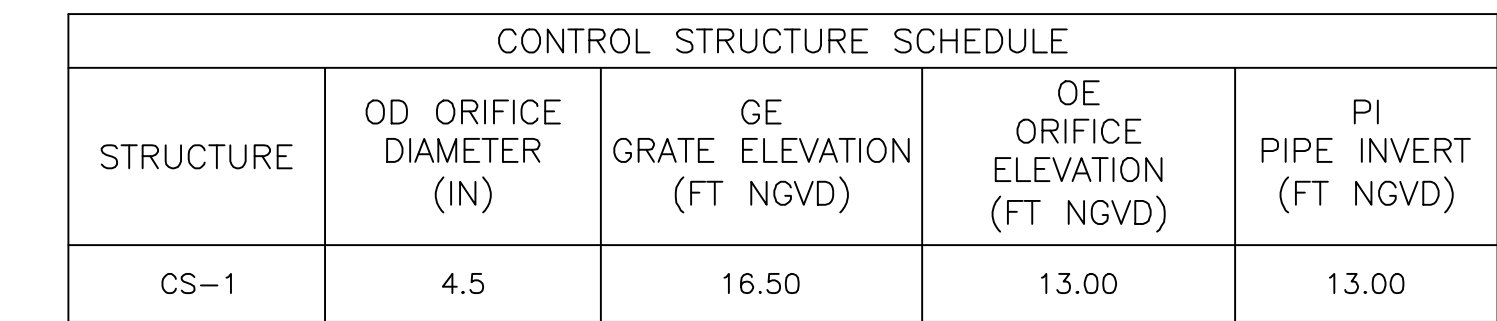 CONTROL STRUCTURE SCHEDULE
STRUCTURE
OD ORIFICE
DIAMETER
(IN)
GE
GRATE ELEVATION
(FT NGVD)
OE
ORIFICE
ELEVATION
(FT NGVD)
PI
PIPE INVERT
(FT NGVD)
CS-1 4.5 16.50 13.00 13.00